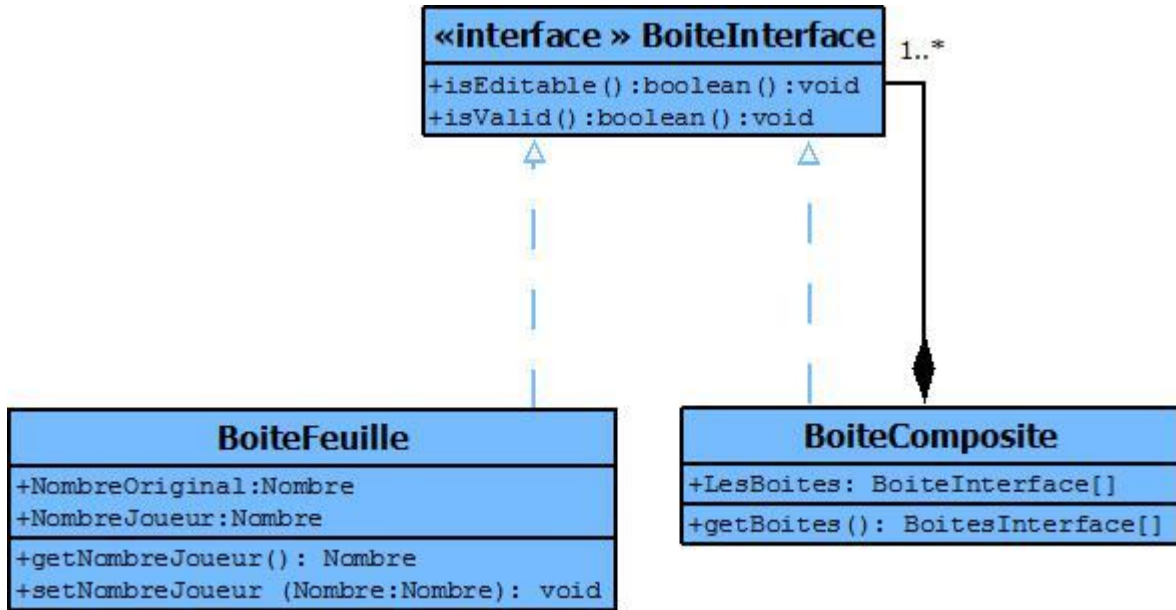 «interface » BoiteInterface
1..*
+isEditable():boolean():void
+isValid():boolean():void
BoiteFeuille
+NombreOriginal:Nombre
+NombreJoueur:Nombre
+getNombreJoueur(): Nombre
+setNombreJoueur (Nombre:Nombre): void
BoiteComposite
+LesBoites: BoiteInterface[]
+getBoites(): BoitesInterface[]